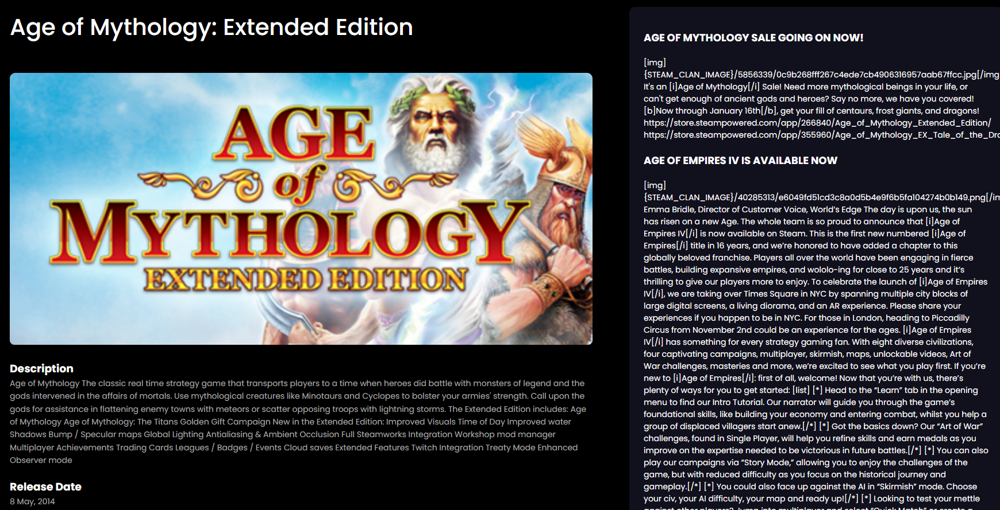 Age of Mythology: Extended Edition
AGE
of
MYTHOLOGY
EXTENDED EDITION
Description
Age of Mythology The classic real time strategy game that transports players to a time when heroes did battle with monsters of legend and the
gods intervened in the affairs of mortals. Use mythological creatures like Minotaurs and Cyclopes to bolster your armies' strength. Call upon the
gods for assistance in flattening enemy towns with meteors or scatter opposing troops with lightning storms. The Extended Edition includes: Age
of Mythology Age of Mythology: The Titans Golden Gift Campaign New in the Extended Edition: Improved Visuals Time of Day Improved water
Shadows Bump / Specular maps Global Lighting Antialiasing & Ambient Occlusion Full Steamworks Integration Workshop mod manager
Multiplayer Achievements Trading Cards Leagues / Badges / Events Cloud saves Extended Features Twitch Integration Treaty Mode Enhanced
Observer mode
Release Date
8 May, 2014
AGE OF MYTHOLOGY SALE GOING ON NOW!
[img]
{STEAM_CLAN_IMAGE}/5856339/0c9b268fff267c4ede7cb4906316957aab67ffcc.jpg[/img
It's an [i]Age of Mythology[/i] Sale! Need more mythological beings in your life, or
can't get enough of ancient gods and heroes? Say no more, we have you covered!
[b]Now through January 16th[/b], get your fill of centaurs, frost giants, and dragons!
https://store.steampowered.com/app/266840/Age_of_Mythology_Extended_Edition/
https://store.steampowered.com/app/355960/Age_of_Mythology_EX_Tale_of_the_Dra
AGE OF EMPIRES IV IS AVAILABLE NOW
[img]
{STEAM_CLAN_IMAGE}/40285313/e6049fd51cd3c8a0d5b4e9f6b5fa104274b0b149.png[/im
Emma Bridle, Director of Customer Voice, World’s Edge The day is upon us, the sun
has risen on a new Age. The whole team is so proud to announce that [i]Age of
Empires IV[/i] is now available on Steam. This is the first new numbered [i]Age of
Empires[/i] title in 16 years, and we’re honored to have added a chapter to this
globally beloved franchise. Players all over the world have been engaging in fierce
battles, building expansive empires, and wololo-ing for close to 25 years and it’s
thrilling to give our players more to enjoy. To celebrate the launch of [i]Age of Empires
IV[/i], we are taking over Times Square in NYC by spanning multiple city blocks of
large digital screens, a living diorama, and an AR experience. Please share your
experiences if you happen to be in NYC. For those in London, heading to Piccadilly
Circus from November 2nd could be an experience for the ages. [i]Age of Empires
IV[/i] has something for every strategy gaming fan. With eight diverse civilizations,
four captivating campaigns, multiplayer, skirmish, maps, unlockable videos, Art of
War challenges, masteries and more, we’re excited to see what you play first. If you’re
new to [i]Age of Empires[/i]: first of all, welcome! Now that you’re with us, there’s
plenty of ways for you to get started: [list] [*] Head to the “Learn” tab in the opening
menu to find our Intro Tutorial. Our narrator will guide you through the game’s
foundational skills, like building your economy and entering combat, whilst you help a
group of displaced villagers start anew.[/*] [*] Got the basics down? Our “Art of War”
challenges, found in Single Player, will help you refine skills and earn medals as you
improve on the expertise needed to be victorious in future battles.[/*] [*] You can also
play our campaigns via “Story Mode,” allowing you to enjoy the challenges of the
game, but with reduced difficulty as you focus on the historical journey and
gameplay.[/*] [*] You could also face up against the AI in “Skirmish” mode. Choose
your civ, your AI difficulty, your map and ready up![/*] [*] Looking to test your mettle